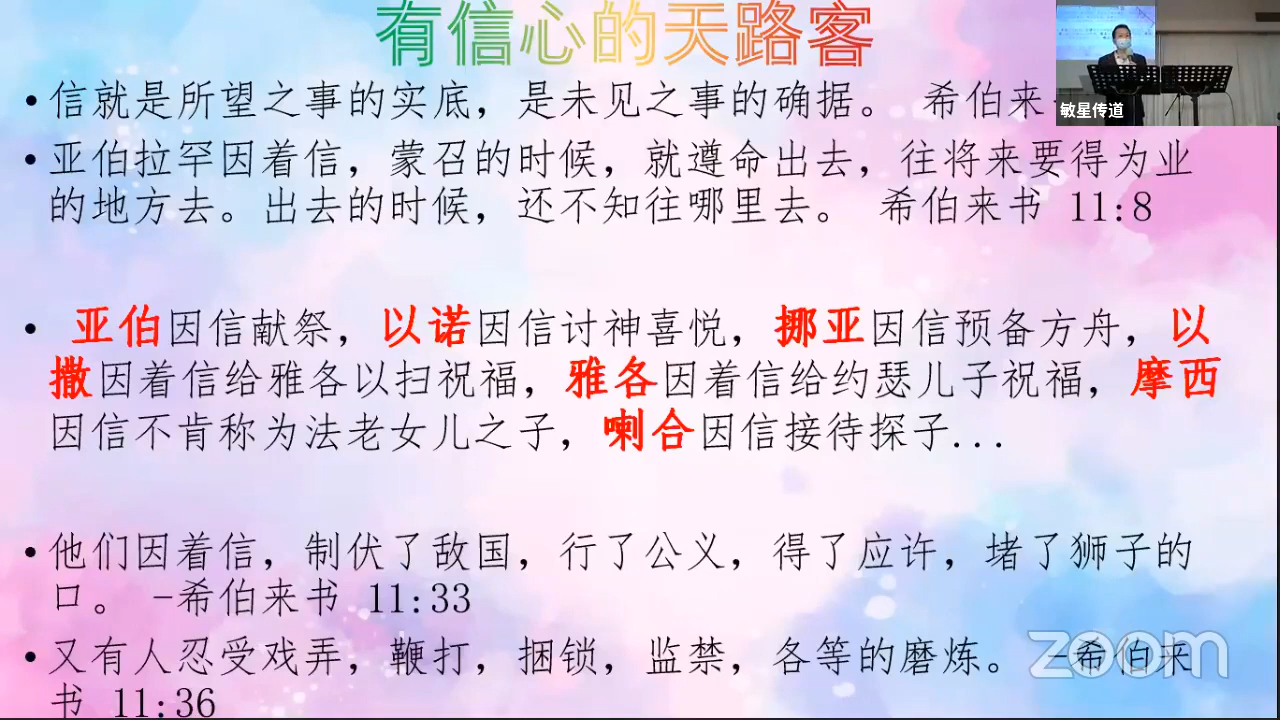 有信心的天路客
• 信就是所望之事的实底，是未见之事的确据。 希伯来
敏星传道
• 亚伯拉罕因着信，蒙召的时候，就遵命出去，往将来要得为业
的地方去。出去的时候，还不知往哪里去。 希伯来书 11:8
• 亚伯因信献祭，以诺因信讨神喜悦，挪亚因信预备方舟，以
撒因着信给雅各以扫祝福，雅各因着信给约瑟儿子祝福，摩西
因信不肯称为法老女儿之子，喇合因信接待探子...
• 他们因着信，制伏了敌国，行了公义，得了应许，堵了狮子的
口。 -希伯来书 11:33
• 又有人忍受戏弄，鞭打，捆锁，监禁，各等的磨炼。 -希伯来
书 11:36
zoom